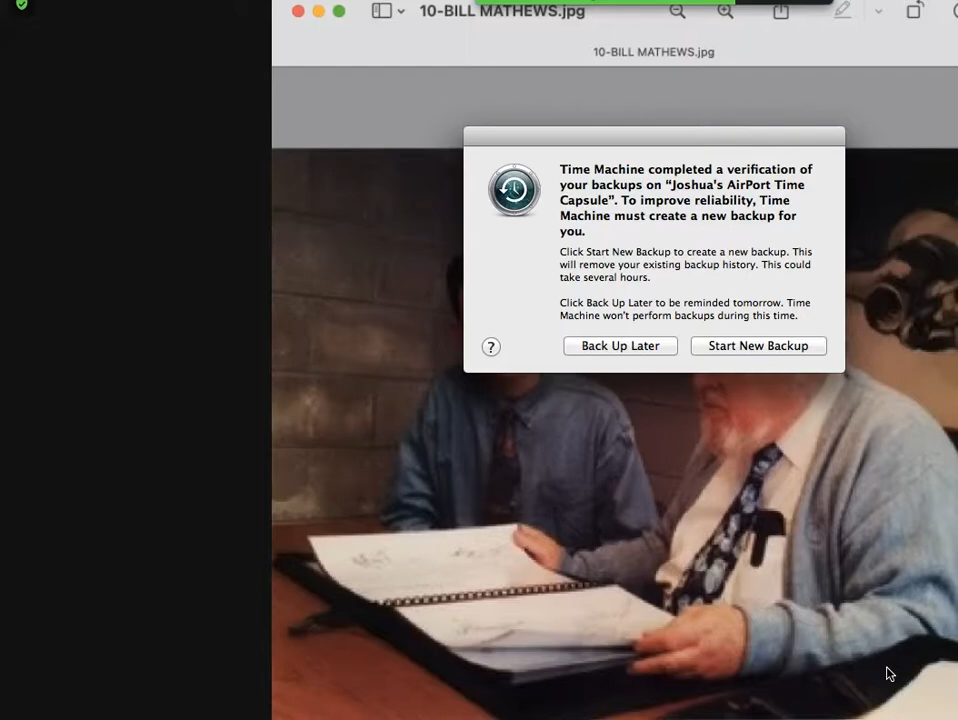 10-BILL MATHEWS.jpg
10-BILL MATHEWS.jpg
Time Machine completed a verification of
your backups on “Joshua's AirPort Time
Capsule”. To improve reliability, Time
Machine must create a new backup for
you.
Click Start New Backup to create a new backup. This
will remove your existing backup history. This could
take several hours.
Click Back Up Later to be reminded tomorrow. Time
Machine won't perform backups during this time.
?
Back Up Later
Start New Backup